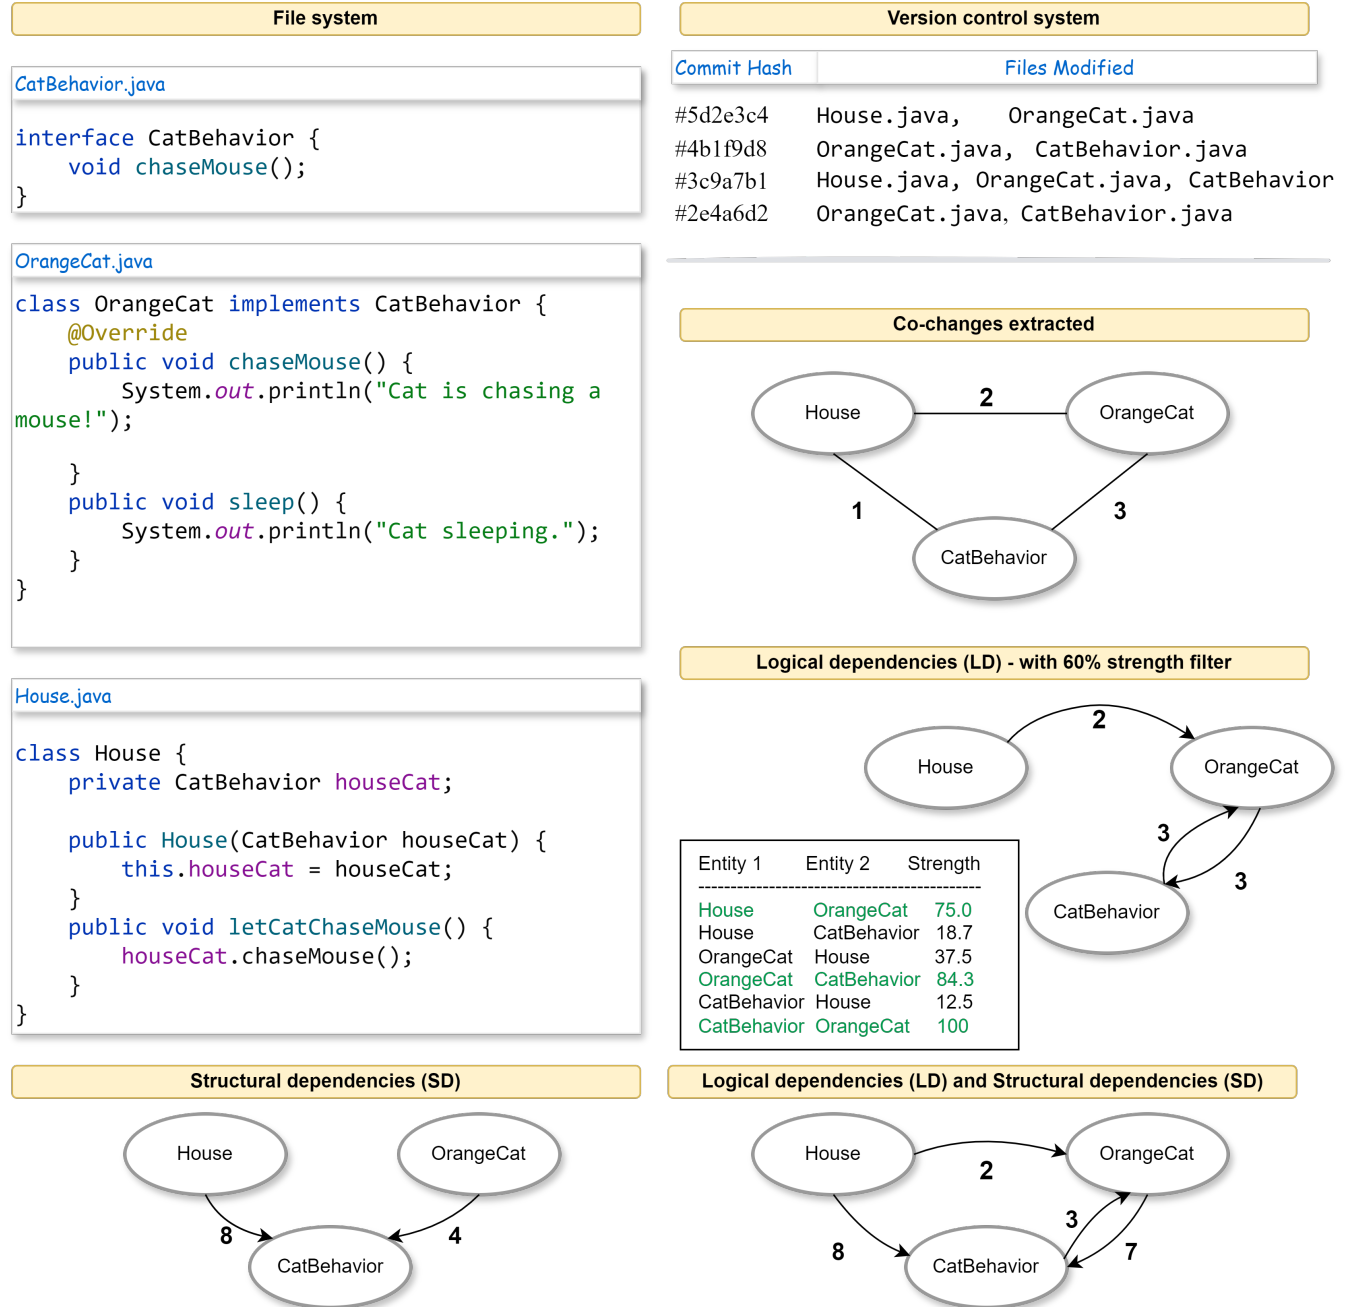 File system
CatBehavior.java
interface CatBehavior {
    void chaseMouse();
}
OrangeCat.java
class OrangeCat implements CatBehavior {
    @Override
    public void chaseMouse() {
        System.out.println("Cat is chasing a
mouse!");
    }
    public void sleep() {
        System.out.println("Cat sleeping.");
    }
}
House.java
class House {
    private CatBehavior houseCat;
    public House(CatBehavior houseCat) {
        this.houseCat = houseCat;
    }
    public void letCatChaseMouse() {
        houseCat.chaseMouse();
    }
}
Structural dependencies (SD)
House
OrangeCat
8
4
CatBehavior
Version control system
Commit Hash Files Modified
#5d2e3c4 House.java, OrangeCat.java
#4b1f9d8 OrangeCat.java, CatBehavior.java
#3c9a7b1 House.java, OrangeCat.java, CatBehavior
#2e4a6d2 OrangeCat.java, CatBehavior.java
Co-changes extracted
House
2
OrangeCat
1
3
CatBehavior
Logical dependencies (LD) - with 60% strength filter
2
House
OrangeCat
3
3
CatBehavior
Entity 1 Entity 2 Strength
--------------------------------------------
House OrangeCat 75.0
House CatBehavior 18.7
OrangeCat House 37.5
OrangeCat CatBehavior 84.3
CatBehavior House 12.5
CatBehavior OrangeCat 100
Logical dependencies (LD) and Structural dependencies (SD)
House
OrangeCat
2
3
8
7
CatBehavior